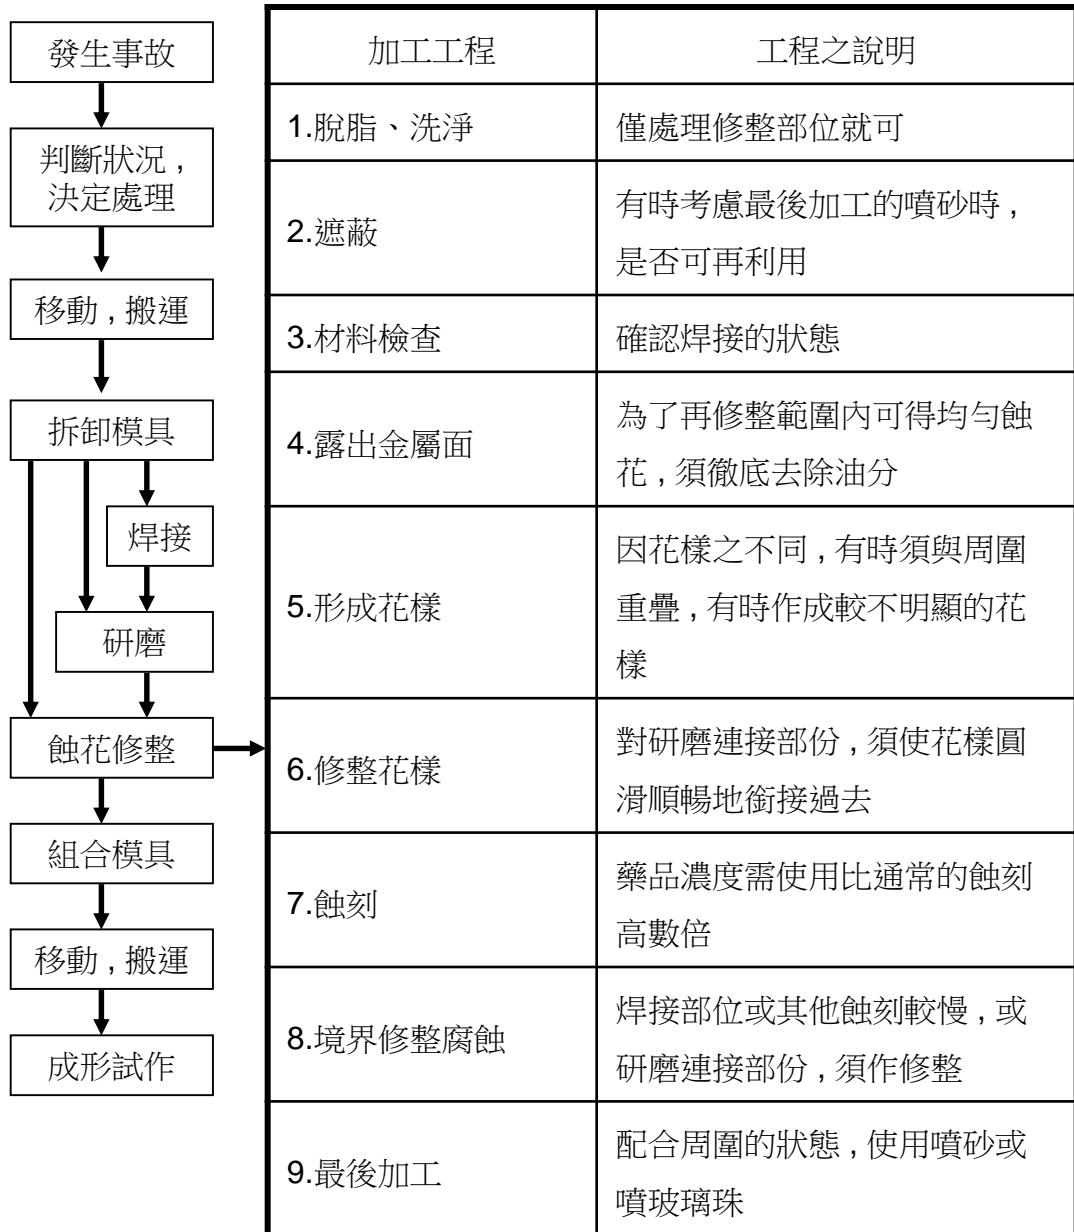 發生事故
判斷狀況,
決定處理
移動,搬運
拆卸模具
焊接
研磨
蝕花修整
組合模具
移動,搬運
成形試作
加工工程
工程之說明
1.脫脂、洗淨
僅處理修整部位就可
2.遮蔽
有時考慮最後加工的噴砂時,
是否可再利用
3.材料檢查
確認焊接的狀態
4.露出金屬面
為了再修整範圍內可得均勻蝕
花,須徹底去除油分
5.形成花樣
因花樣之不同,有時須與周圍
重疊,有時作成較不明顯的花
樣
6.修整花樣
對研磨連接部份,須使花樣圓
滑順暢地銜接過去
7.蝕刻
藥品濃度需使用比通常的蝕刻
高數倍
8.境界修整腐蝕
焊接部位或其他蝕刻較慢,或
研磨連接部份,須作修整
9.最後加工
配合周圍的狀態,使用噴砂或
噴玻璃珠